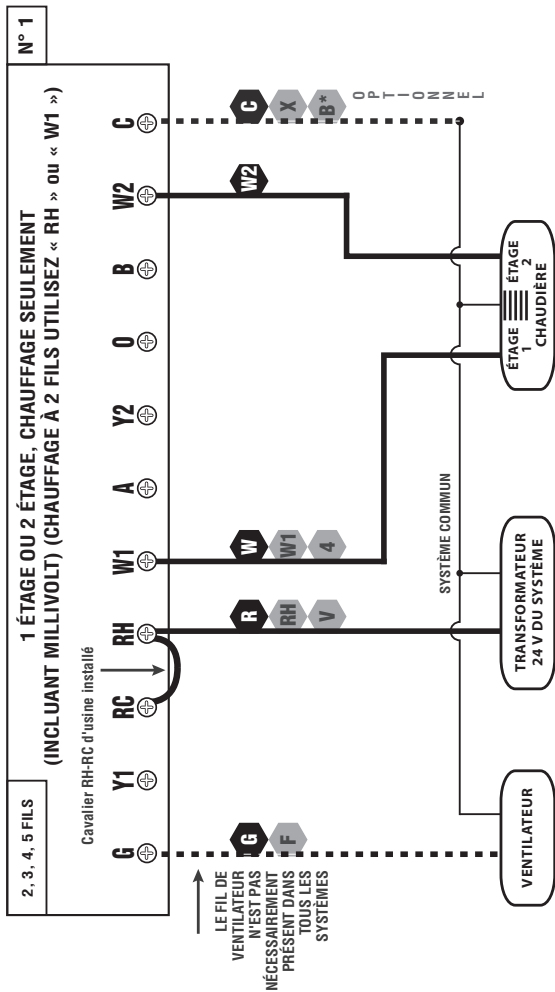 2, 3, 4, 5 FILS
1 ÉTAGE OU 2 ÉTAGE, CHAUFFAGE SEULEMENT
(INCLUANT MILLIVOLT) (CHAUFFAGE À 2 FILS UTILISEZ « RH » ou « W1 »)
N° 1
Cavalier RH-RC d'usine installé
G Y1 RC RH W1 A Y2 O B W2 C
LE FIL DE
VENTILATEUR
N'EST PAS
NÉCESSAIREMENT
PRÉSENT DANS
TOUS LES
SYSTÈMES
G
F
R
RH
V
W
W1
4
W2
C
X
B*
OPTIONNEL
SYSTÈME COMMUN
VENTILATEUR
TRANSFORMATEUR
24 V DU SYSTÈME
ÉTAGE
1
ÉTAGE
2
CHAUDIÈRE